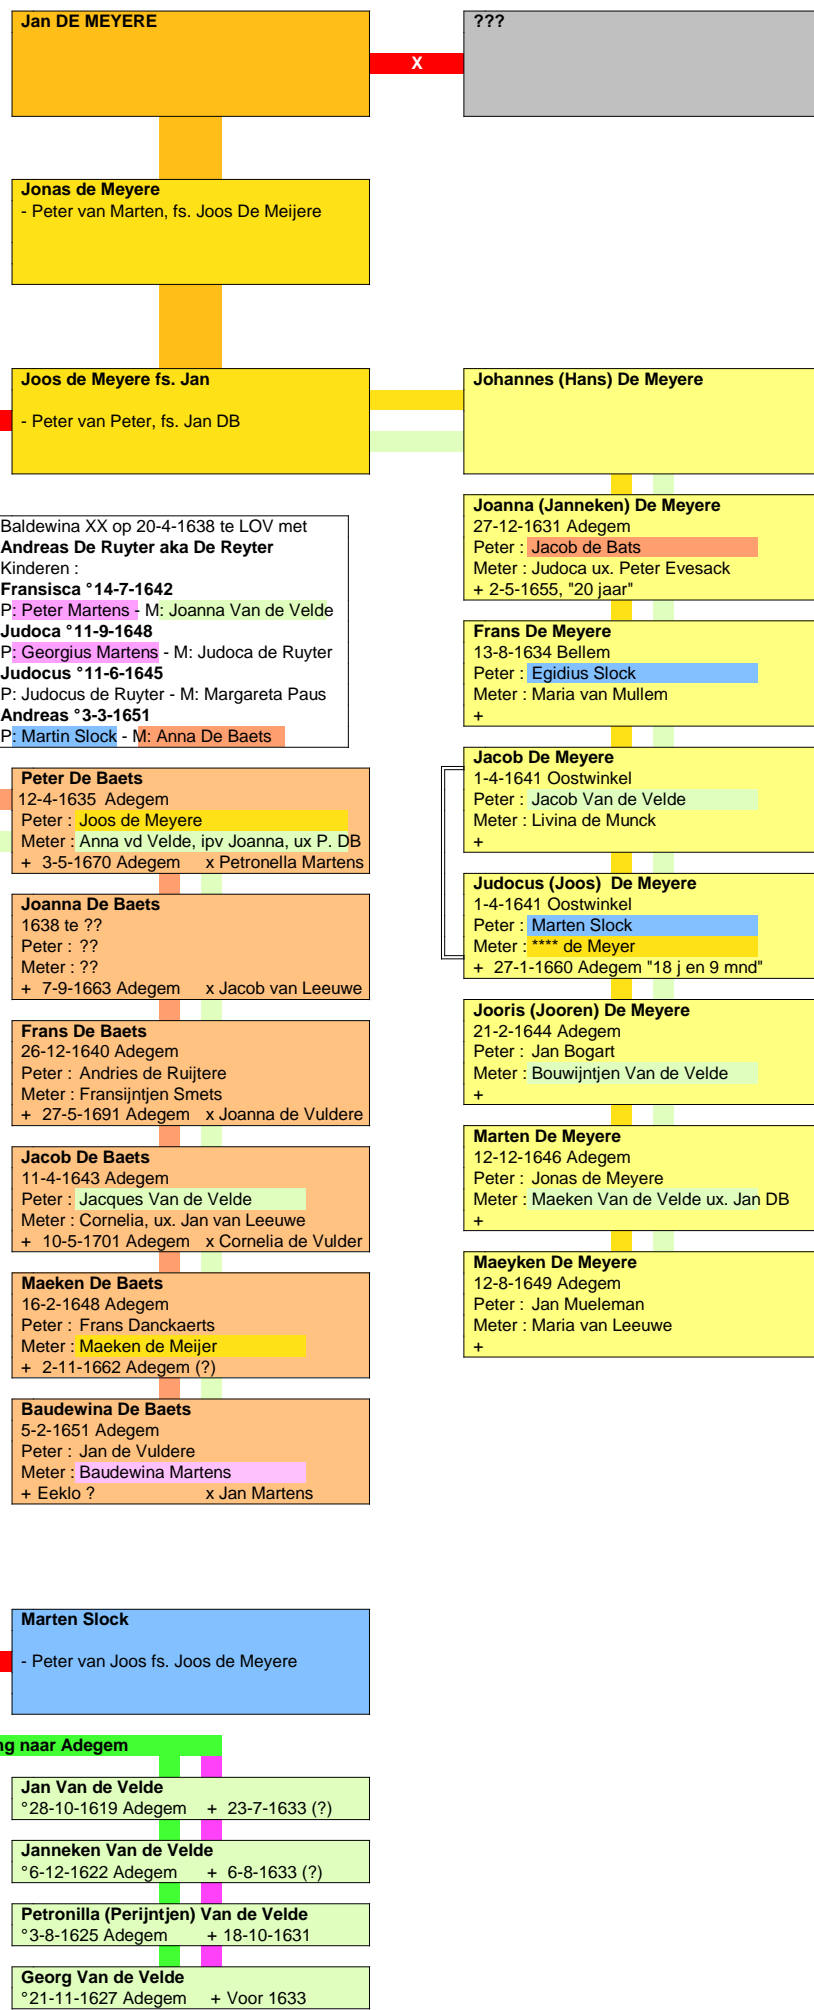 Jan DE MEYERE
???
X
Jonas de Meyere
- Peter van Marten, fs. Joos De Meijere
Joos de Meyere fs. Jan
- Peter van Peter, fs. Jan DB
Johannes (Hans) De Meyere
Baldewina XX op 20-4-1638 te LOV met
Andreas De Ruyter aka De Reyter
Kinderen :
Fransisca °14-7-1642
P: Peter Martens - M: Joanna Van de Velde
Judoca °11-9-1648
P: Georgius Martens - M: Judoca de Ruyter
Judocus °11-6-1645
P: Judocus de Ruyter - M: Margareta Paus
Andreas °3-3-1651
P: Martin Slock - M: Anna De Baets
Peter De Baets
12-4-1635 Adegem
Peter : Joos de Meyere
Meter : Anna vd Velde, ipv Joanna, ux P. DB
+ 3-5-1670 Adegem x Petronella Martens
Joanna De Baets
1638 te ??
Peter : ??
Meter : ??
+ 7-9-1663 Adegem x Jacob van Leeuwe
Frans De Baets
26-12-1640 Adegem
Peter : Andries de Ruijtere
Meter : Fransijntjen Smets
+ 27-5-1691 Adegem x Joanna de Vuldere
Jacob De Baets
11-4-1643 Adegem
Peter : Jacques Van de Velde
Meter : Cornelia, ux. Jan van Leeuwe
+ 10-5-1701 Adegem x Cornelia de Vulder
Maeken De Baets
16-2-1648 Adegem
Peter : Frans Danckaerts
Meter : Maeken de Meijer
+ 2-11-1662 Adegem (?)
Baudewina De Baets
5-2-1651 Adegem
Peter : Jan de Vuldere
Meter : Baudewina Martens
+ Eeklo ? x Jan Martens
Joanna (Janneken) De Meyere
27-12-1631 Adegem
Peter : Jacob de Bats
Meter : Judoca ux. Peter Evesack
+ 2-5-1655, "20 jaar"
Frans De Meyere
13-8-1634 Bellem
Peter : Egidius Slock
Meter : Maria van Mullem
+
Jacob De Meyere
1-4-1641 Oostwinkel
Peter : Jacob Van de Velde
Meter : Livina de Munck
+
Judocus (Joos) De Meyere
1-4-1641 Oostwinkel
Peter : Marten Slock
Meter : **** de Meyer
+ 27-1-1660 Adegem "18 j en 9 mnd"
Jooris (Jooren) De Meyere
21-2-1644 Adegem
Peter : Jan Bogart
Meter : Bouwijntjen Van de Velde
+
Marten De Meyere
12-12-1646 Adegem
Peter : Jonas de Meyere
Meter : Maeken Van de Velde ux. Jan DB
+
Maeyken De Meyere
12-8-1649 Adegem
Peter : Jan Mueleman
Meter : Maria van Leeuwe
+
Marten Slock
- Peter van Joos fs. Joos de Meyere
ng naar Adegem
Jan Van de Velde
°28-10-1619 Adegem + 23-7-1633 (?)
Janneken Van de Velde
°6-12-1622 Adegem + 6-8-1633 (?)
Petronilla (Perijntjen) Van de Velde
°3-8-1625 Adegem + 18-10-1631
Georg Van de Velde
°21-11-1627 Adegem + Voor 1633